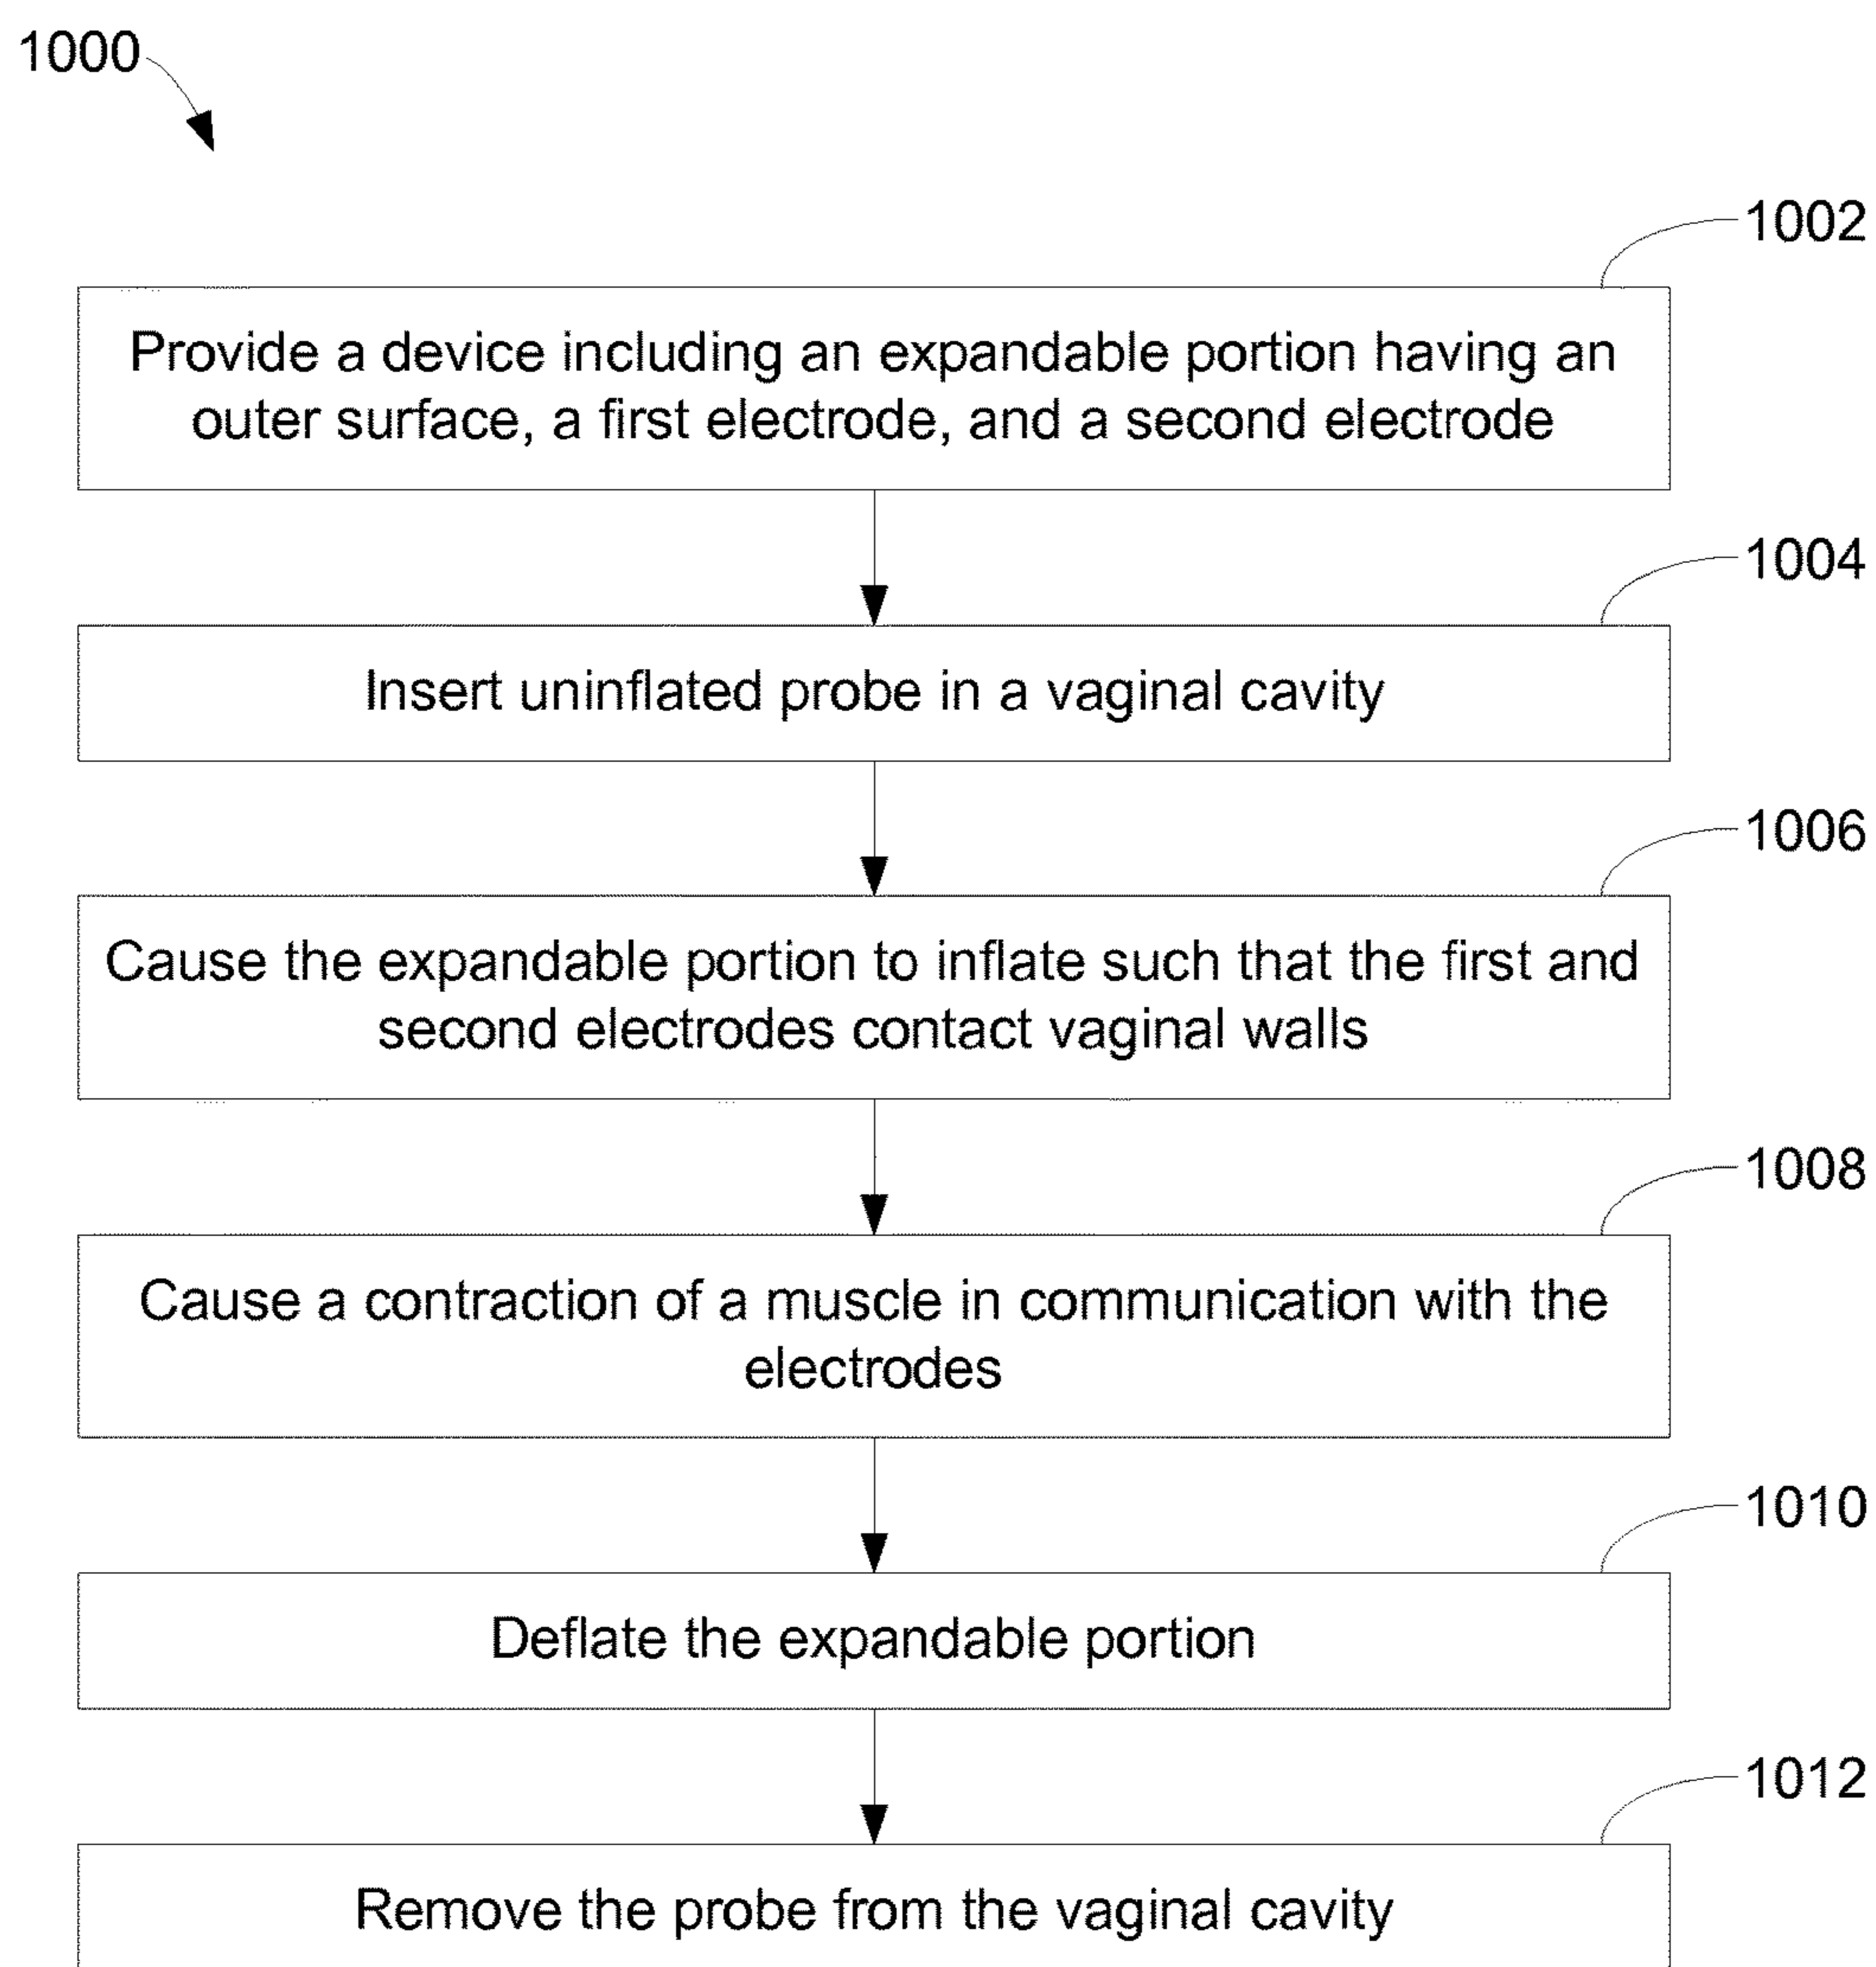 1000
1002
Provide a device including an expandable portion having an
outer surface, a first electrode, and a second electrode
1004
Insert uninflated probe in a vaginal cavity
1006
Cause the expandable portion to inflate such that the first and
second electrodes contact vaginal walls
1008
Cause a contraction of a muscle in communication with the
electrodes
1010
Deflate the expandable portion
1012
Remove the probe from the vaginal cavity